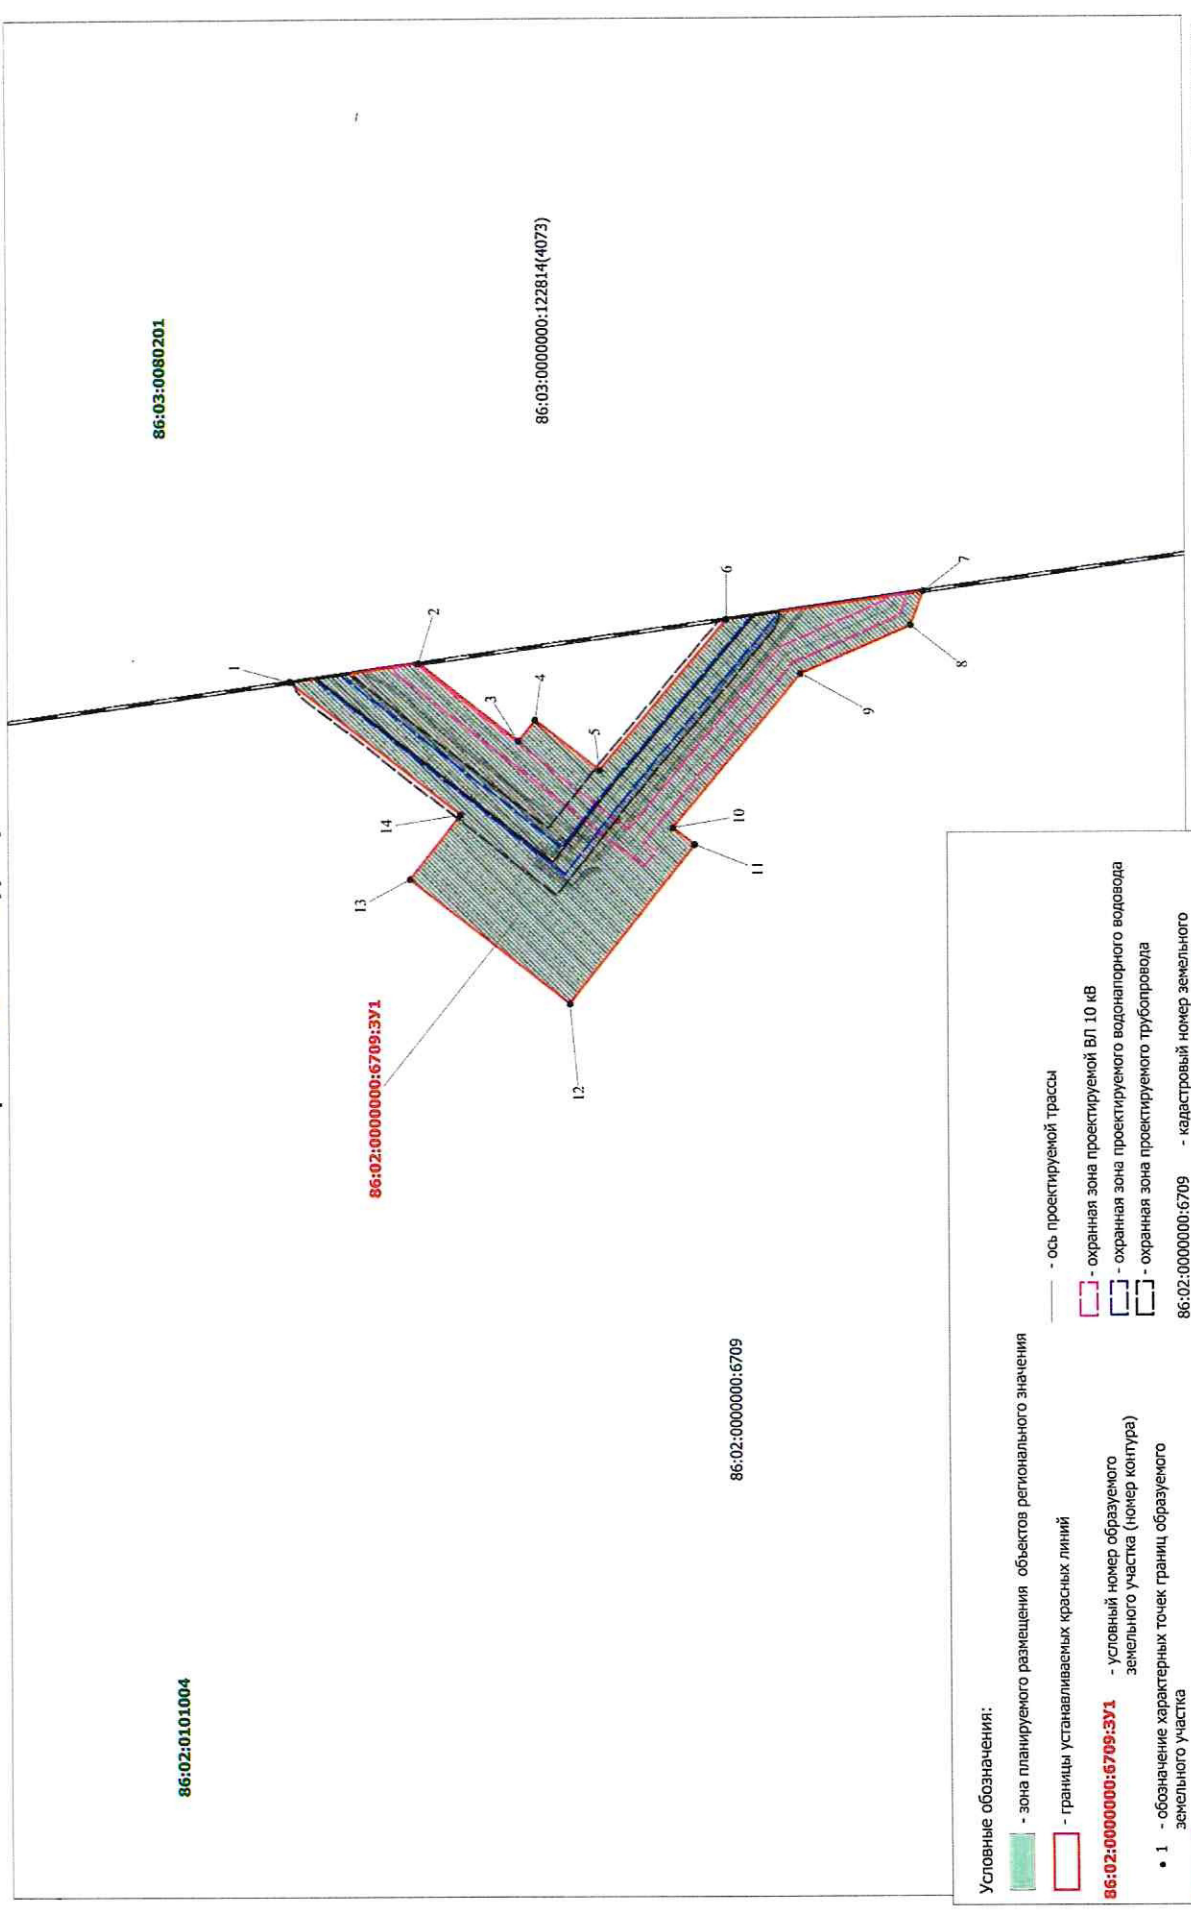 86:02:0101004
86:03:0080201
86:02:0000000:6709:ЗУ1
86:03:0000000:122814(4073)
86:02:0000000:6709
1
2
3
4
5
6
7
8
9
10
11
12
13
14
Условные обозначения:
- зона планируемого размещения объектов регионального значения
- границы устанавливаемых красных линий
86:02:0000000:6709:ЗУ1 - условный номер образуемого
земельного участка (номер контура)
• 1 - обозначение характерных точек границ образуемого
земельного участка
- ось проектируемой трассы
- охранная зона проектируемой ВЛ 10 кВ
- охранная зона проектируемого водонапорного водовода
- охранная зона проектируемого трубопровода
86:02:0000000:6709 - кадастровый номер земельного